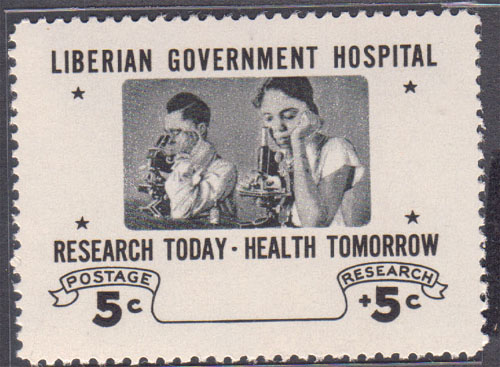 LIBERIAN GOVERNMENT HOSPITAL
RESEARCH TODAY · HEALTH TOMORROW
POSTAGE RESEARCH
5c +5c